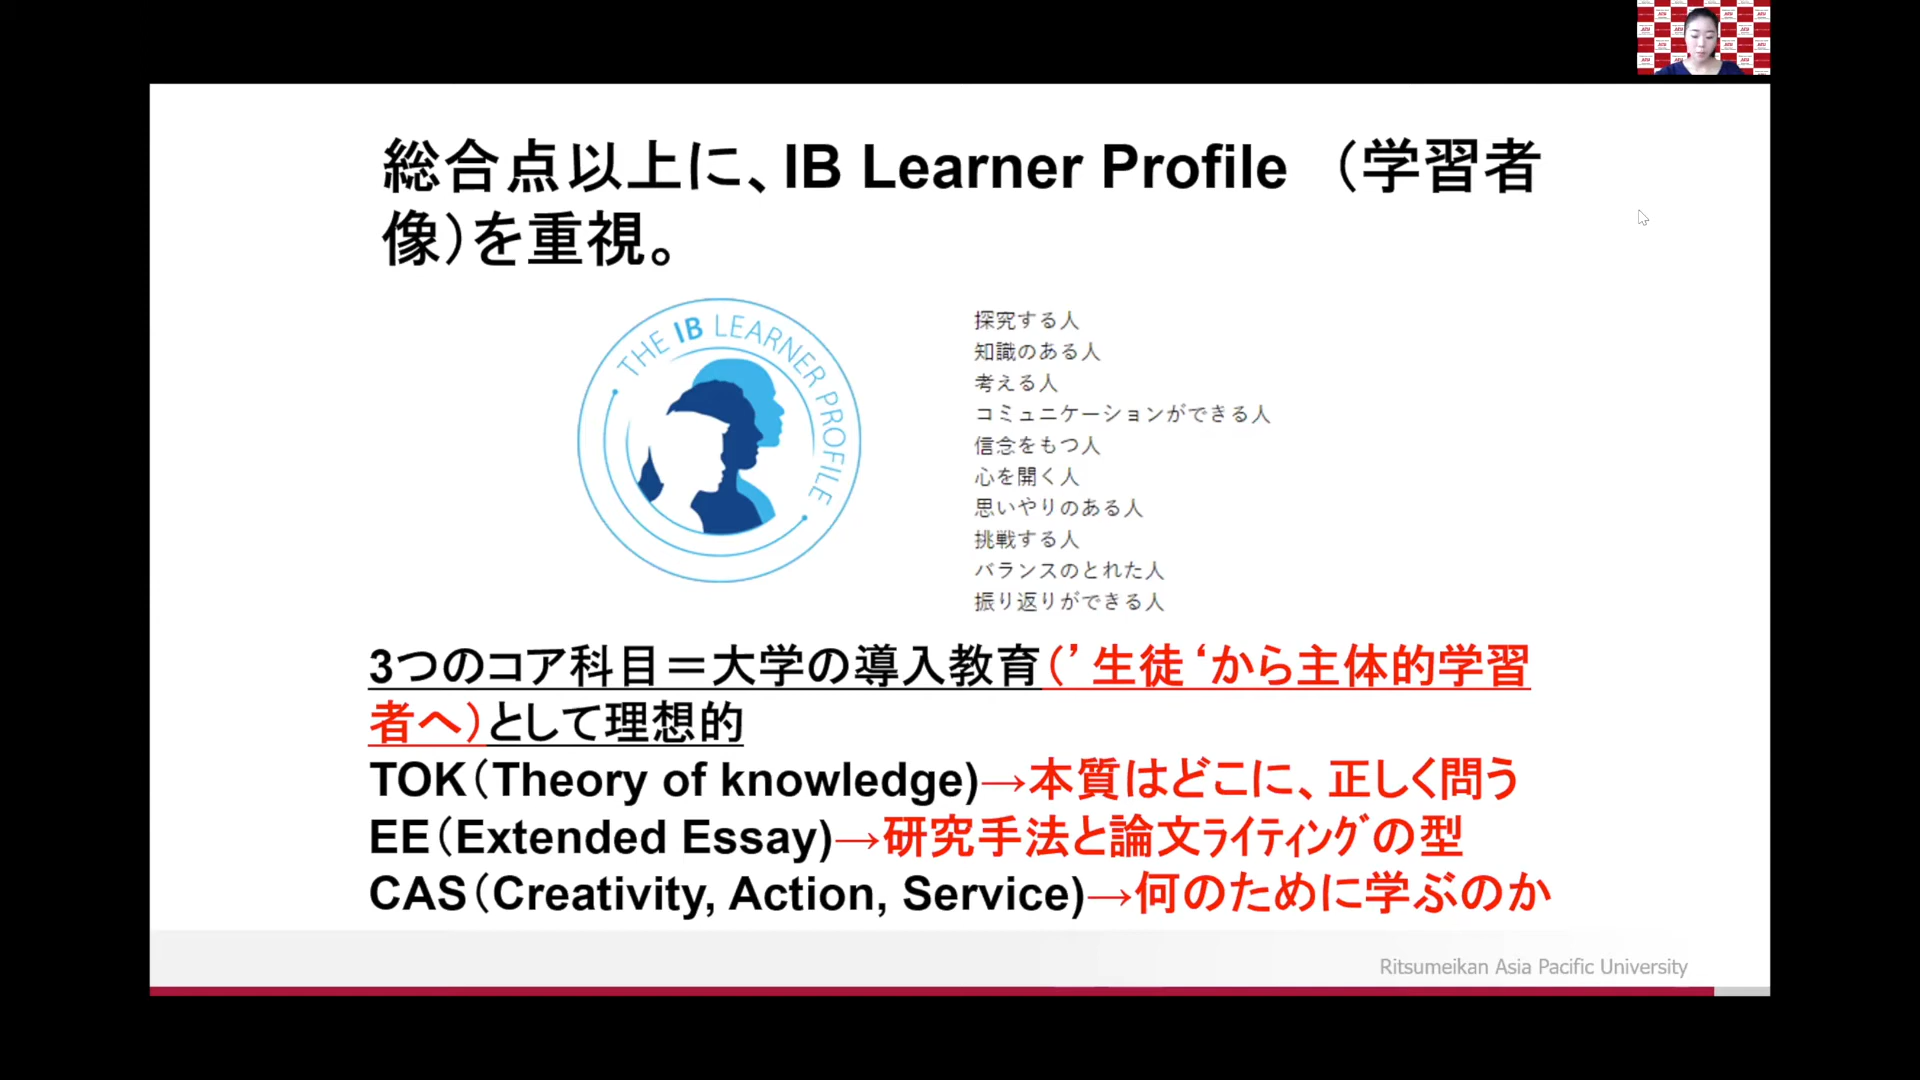 総合点以上に、IB Learner Profile （学習者
像）を重視。
THE IB LEARNER PROFILE
探究する人
知識のある人
考える人
コミュニケーションができる人
信念をもつ人
心を開く人
思いやりのある人
挑戦する人
バランスのとれた人
振り返りができる人
3つのコア科目＝大学の導入教育（’生徒‘から主体的学習
者へ）として理想的
TOK（Theory of knowledge)→本質はどこに、正しく問う
EE（Extended Essay)→研究手法と論文ﾗｲﾃｨﾝｸﾞの型
CAS（Creativity, Action, Service)→何のために学ぶのか
Ritsumeikan Asia Pacific University